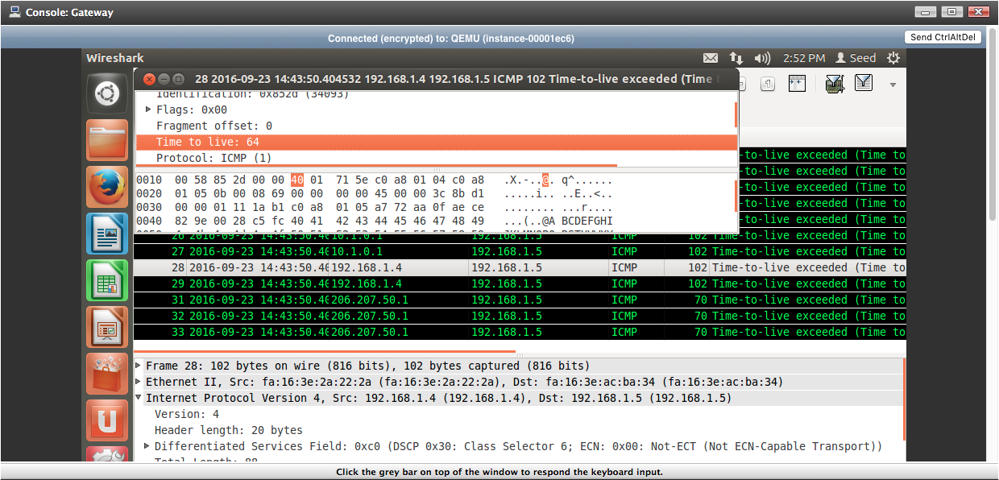 Console: Gateway
Connected (encrypted) to: QEMU (instance-00001ec6)
Send CtrlAltDel
Wireshark
2:52 PM Seed
28 2016-09-23 14:43:50.404532 192.168.1.4 192.168.1.5 ICMP 102 Time-to-live exceeded (Time
Identification: 0x852d (34093)
Flags: 0x00
Fragment offset: 0
Time to live: 64
Protocol: ICMP (1)
-to-live exceeded (Time to
-to-live exceeded (Time to
-to-live exceeded (Time to
-to-live exceeded (Time to
-to-live exceeded (Time to
0010 00 58 85 2d 00 00 40 01 71 5e c0 a8 01 04 c0 a8 .X.-..@. q^......
0020 01 05 0b 00 08 69 00 00 00 00 45 00 00 3c 8b d1 .....i.. ..E..<..
0030 00 00 01 11 1a b1 c0 a8 01 05 a7 72 aa 0f ae ce ........ ...r....
0040 82 9e 00 28 c5 fc 40 41 42 43 44 45 46 47 48 49 ...(..@A BCDEFGHI
26 2016-09-23 14:43:50.40 10.1.0.1 192.168.1.5 ICMP 102 Time-to-live exceeded (Time to
27 2016-09-23 14:43:50.40 10.1.0.1 192.168.1.5 ICMP 102 Time-to-live exceeded (Time to
28 2016-09-23 14:43:50.40 192.168.1.4 192.168.1.5 ICMP 102 Time-to-live exceeded (Time to
29 2016-09-23 14:43:50.40 192.168.1.4 192.168.1.5 ICMP 102 Time-to-live exceeded (Time to
31 2016-09-23 14:43:50.40 206.207.50.1 192.168.1.5 ICMP 70 Time-to-live exceeded (Time to
32 2016-09-23 14:43:50.40 206.207.50.1 192.168.1.5 ICMP 70 Time-to-live exceeded (Time to
33 2016-09-23 14:43:50.40 206.207.50.1 192.168.1.5 ICMP 70 Time-to-live exceeded (Time to
Frame 28: 102 bytes on wire (816 bits), 102 bytes captured (816 bits)
Ethernet II, Src: fa:16:3e:2a:22:2a (fa:16:3e:2a:22:2a), Dst: fa:16:3e:ac:ba:34 (fa:16:3e:ac:ba:34)
Internet Protocol Version 4, Src: 192.168.1.4 (192.168.1.4), Dst: 192.168.1.5 (192.168.1.5)
Version: 4
Header length: 20 bytes
Differentiated Services Field: 0xc0 (DSCP 0x30: Class Selector 6; ECN: 0x00: Not-ECT (Not ECN-Capable Transport))
Total Length: 88
Click the grey bar on top of the window to respond the keyboard input.